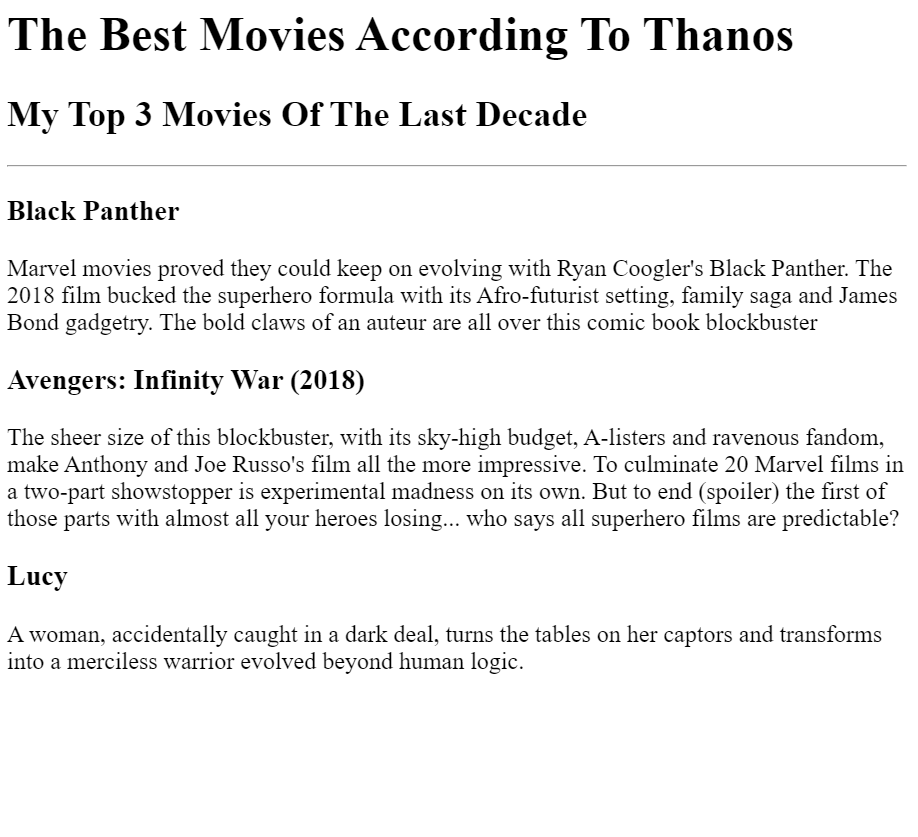 The Best Movies According To Thanos
My Top 3 Movies Of The Last Decade
Black Panther
Marvel movies proved they could keep on evolving with Ryan Coogler's Black Panther. The
2018 film bucked the superhero formula with its Afro-futurist setting, family saga and James
Bond gadgetry. The bold claws of an auteur are all over this comic book blockbuster
Avengers: Infinity War (2018)
The sheer size of this blockbuster, with its sky-high budget, A-listers and ravenous fandom,
make Anthony and Joe Russo's film all the more impressive. To culminate 20 Marvel films in
a two-part showstopper is experimental madness on its own. But to end (spoiler) the first of
those parts with almost all your heroes losing... who says all superhero films are predictable?
Lucy
A woman, accidentally caught in a dark deal, turns the tables on her captors and transforms
into a merciless warrior evolved beyond human logic.